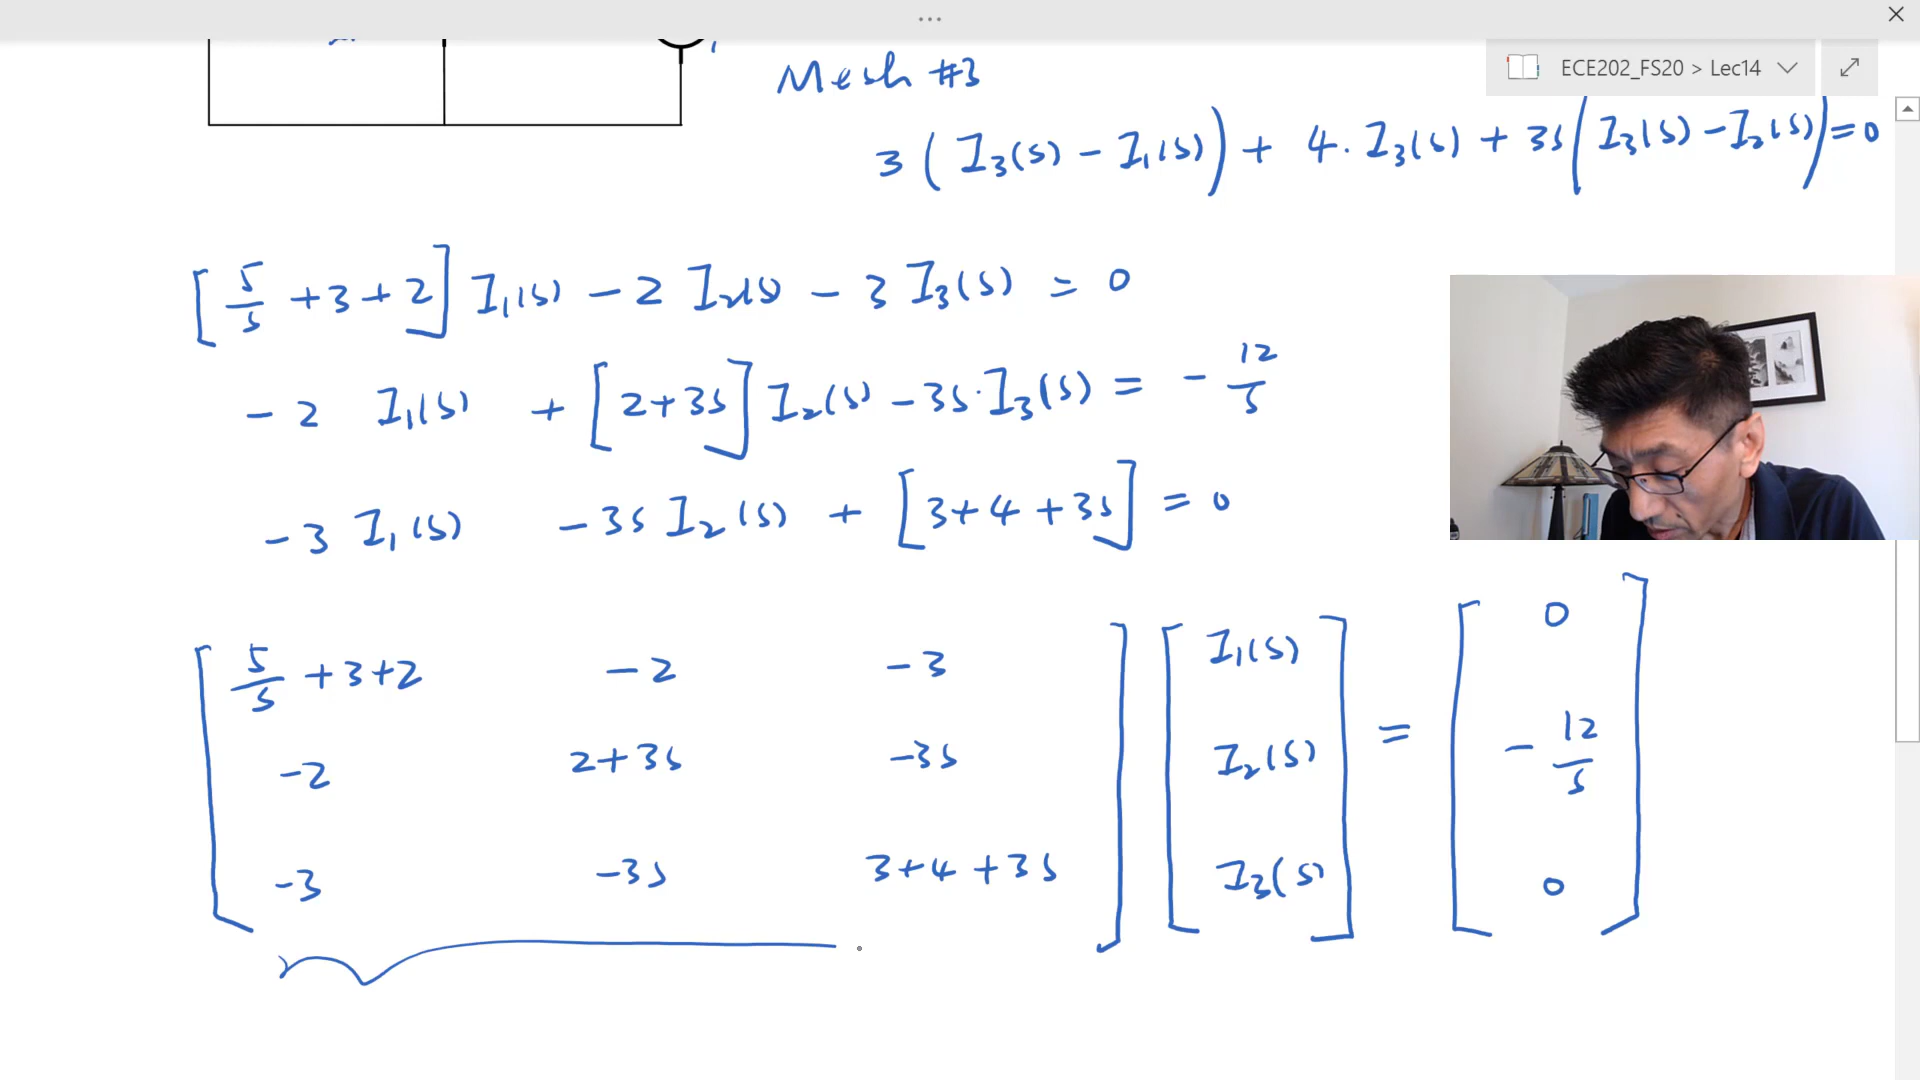 ...
ECE202_FS20 > Lec14
Mesh #3
3 ( I₃(s) - I₁(s) ) + 4. I₃(s) + 3s ( I₃(s) - I₂(s) ) = 0
[ 5/s + 3 + 2 ] I₁(s) - 2 I₂(s) - 3 I₃(s) = 0
- 2 I₁(s) + [ 2+3s ] I₂(s) - 3s·I₃(s) = - 12/s
- 3 I₁(s) - 3s I₂(s) + [ 3+4+3s ] = 0
[ 5/s +3+2 -2 -3 ] [ I₁(s) ] = [ 0 ]
[ -2 2+3s -3s ] [ I₂(s) ] [ - 12/s ]
[ -3 -3s 3+4+3s ] [ I₃(s) ] [ 0 ]